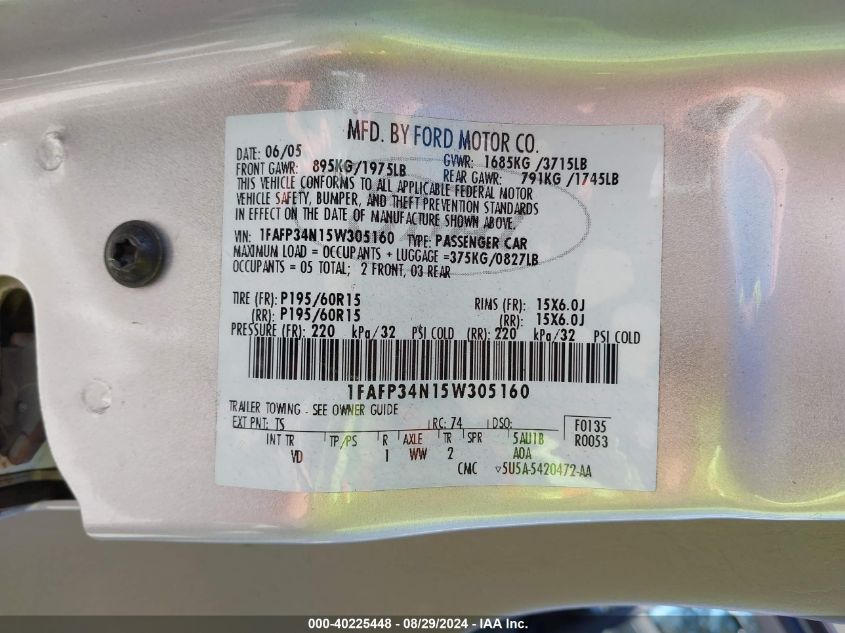 MFD. BY FORD MOTOR CO.
DATE: 06/05 GVWR: 1685KG /3715LB
FRONT GAWR: 895KG/1975LB REAR GAWR: 791KG /1745LB
THIS VEHICLE CONFORMS TO ALL APPLICABLE FEDERAL MOTOR
VEHICLE SAFETY, BUMPER, AND THEFT PREVENTION STANDARDS
IN EFFECT ON THE DATE OF MANUFACTURE SHOWN ABOVE.
VIN: 1FAFP34N15W305160 TYPE: PASSENGER CAR
MAXIMUM LOAD = OCCUPANTS + LUGGAGE =375KG/0827LB
OCCUPANTS = 05 TOTAL; 2 FRONT, 03 REAR
TIRE (FR): P195/60R15 RIMS (FR): 15X6.0J
(RR): P195/60R15 (RR): 15X6.0J
PRESSURE (FR): 220 kPa/32 PSI COLD (RR): 220 kPa/32 PSI COLD
1FAFP34N15W305160
TRAILER TOWING - SEE OWNER GUIDE
EXT PNT: TS RC: 74 DSO: F0135
INT TR TP/PS R AXLE TR SPR 5AU1B R0053
VD 1 WW 2 AOA
CMC 5U5A-5420472-AA
000-40225448 - 08/29/2024 - IAA Inc.